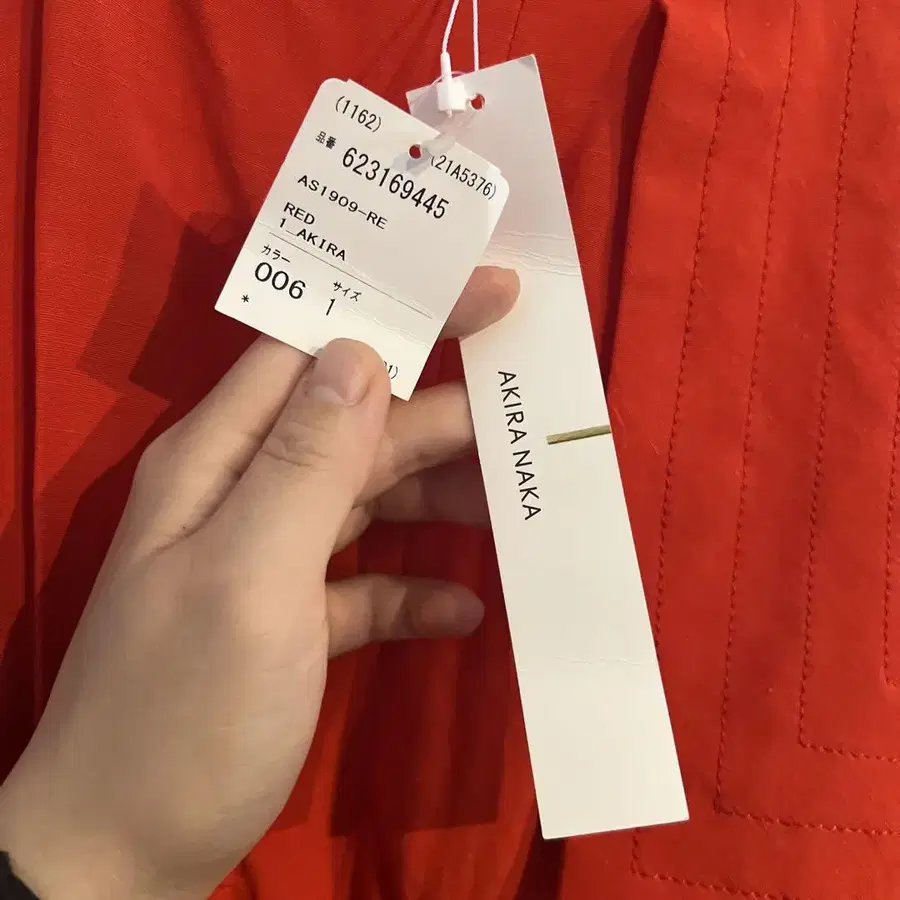 (1162)
(21A5376)
品番
623169445
AS1909-RE
RED
1_AKIRA
カラー サイズ
006 1
*
AKIRA NAKA